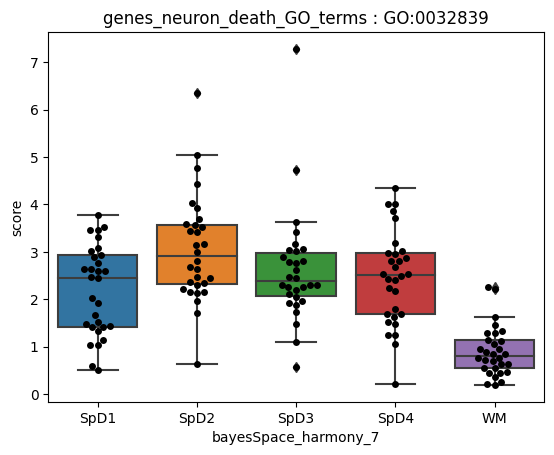 genes_neuron_death_GO_terms : GO:0032839
score
7
6
5
4
3
2
1
0
SpD1 SpD2 SpD3 SpD4 WM
bayesSpace_harmony_7